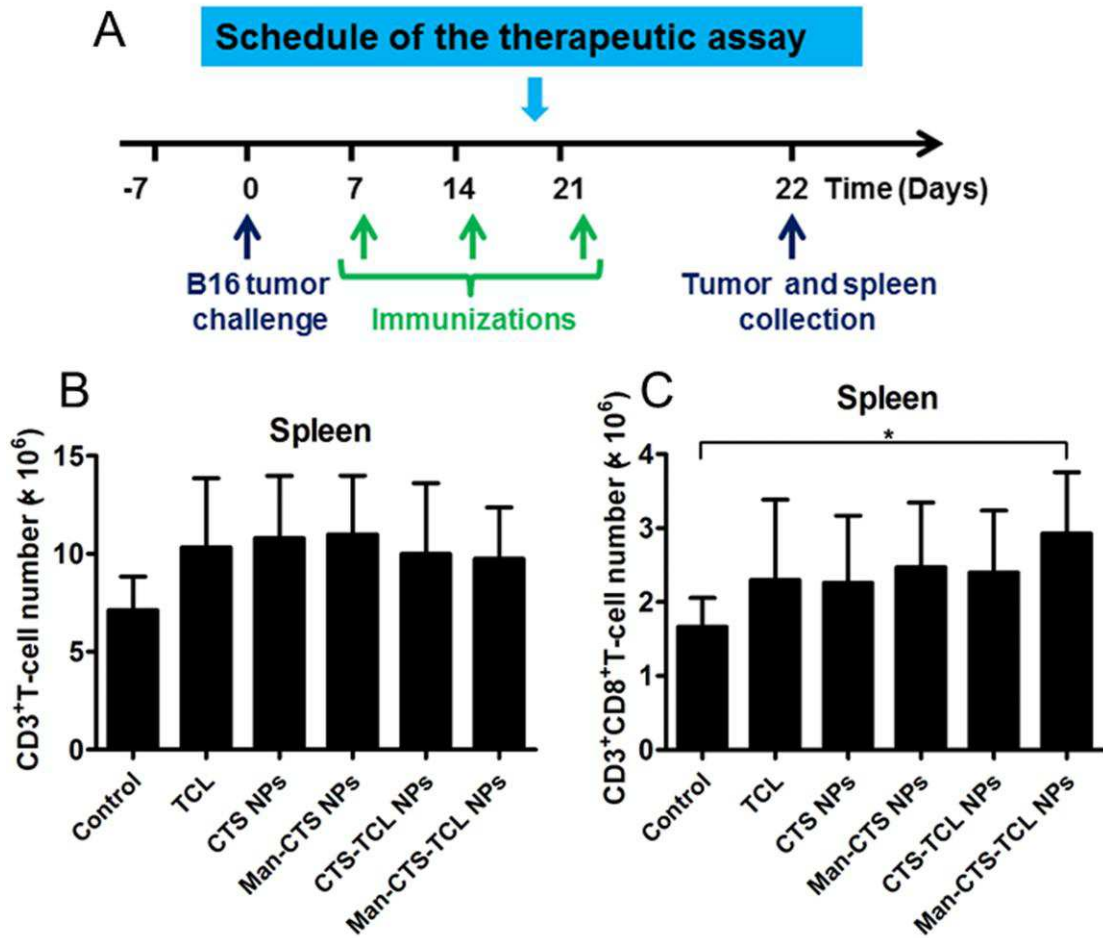 A
Schedule of the therapeutic assay
-7 0 7 14 21 22 Time (Days)
B16 tumor
challenge
Immunizations
Tumor and spleen
collection
B
Spleen
CD3⁺T-cell number (× 10⁶)
15
10
5
0
Control
TCL
CTS NPs
Man-CTS NPs
CTS-TCL NPs
Man-CTS-TCL NPs
C
Spleen
*
CD3⁺CD8⁺T-cell number (× 10⁶)
4
3
2
1
0
Control
TCL
CTS NPs
Man-CTS NPs
CTS-TCL NPs
Man-CTS-TCL NPs